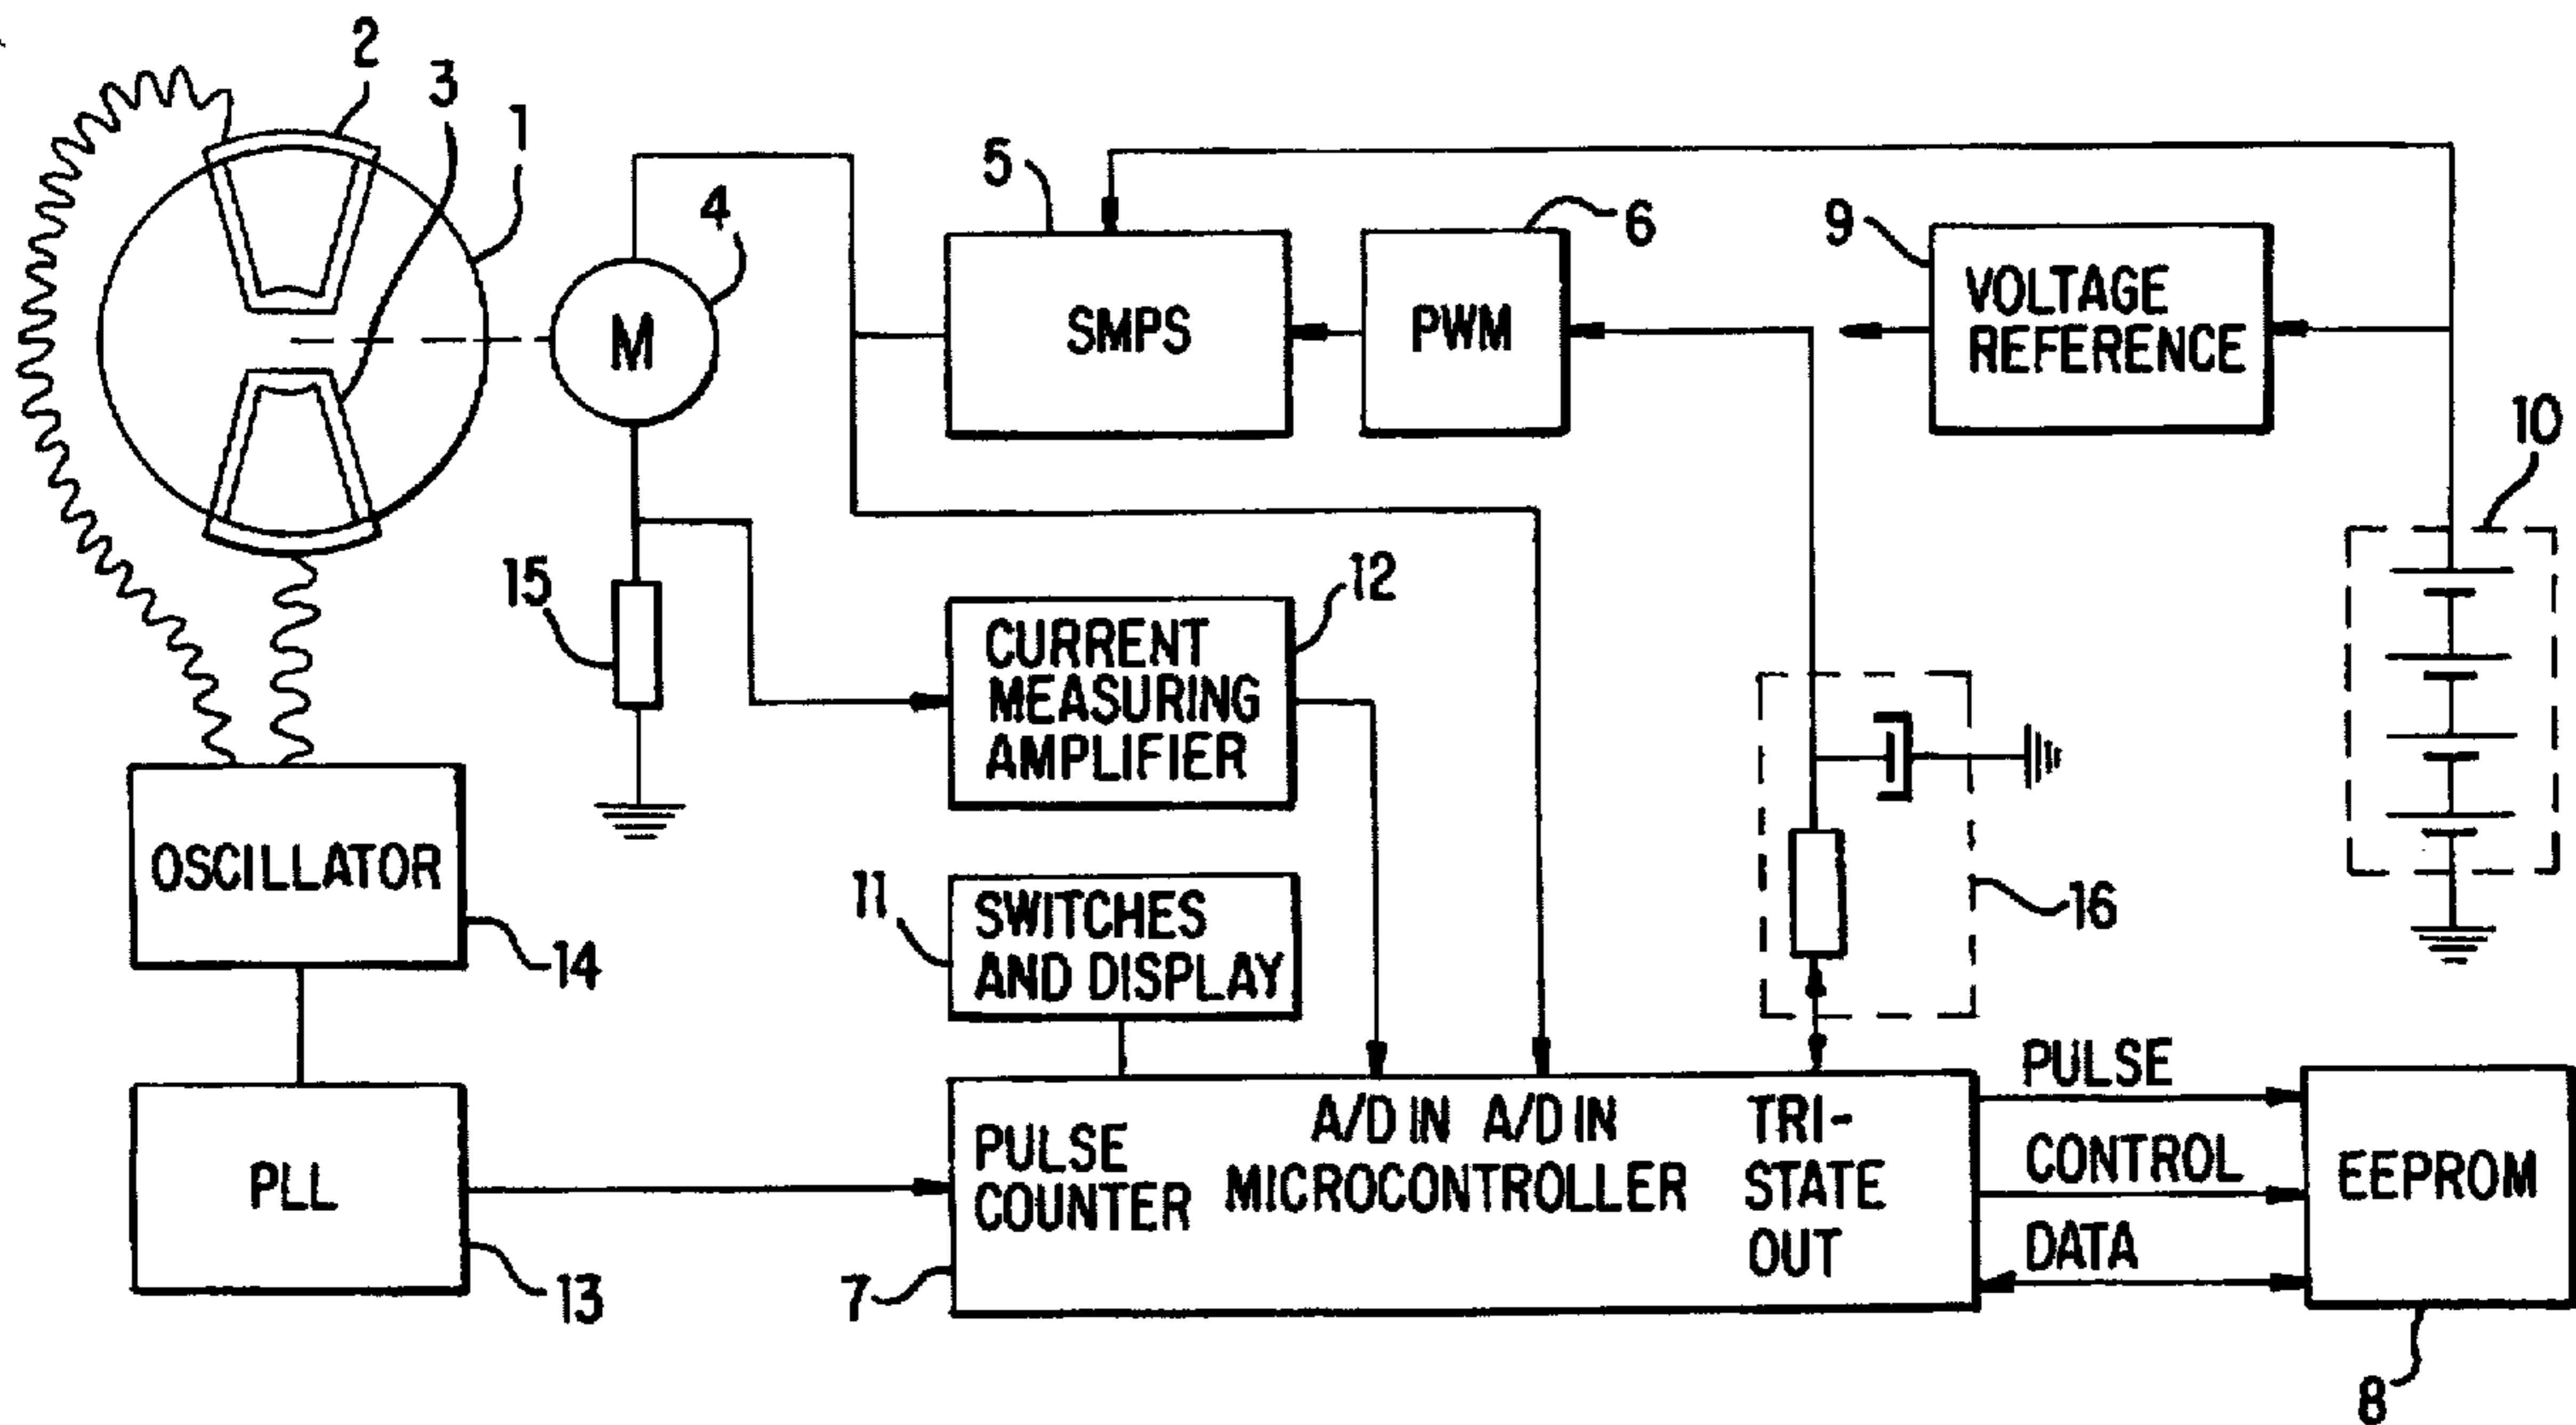 2
3
1
4
M
5
SMPS
6
PWM
9
VOLTAGE
REFERENCE
10
15
12
CURRENT
MEASURING
AMPLIFIER
16
OSCILLATOR
14
11
SWITCHES
AND DISPLAY
PLL
13
PULSE
COUNTER
A/D IN A/D IN
MICROCONTROLLER
TRI-
STATE
OUT
7
PULSE
CONTROL
DATA
EEPROM
8